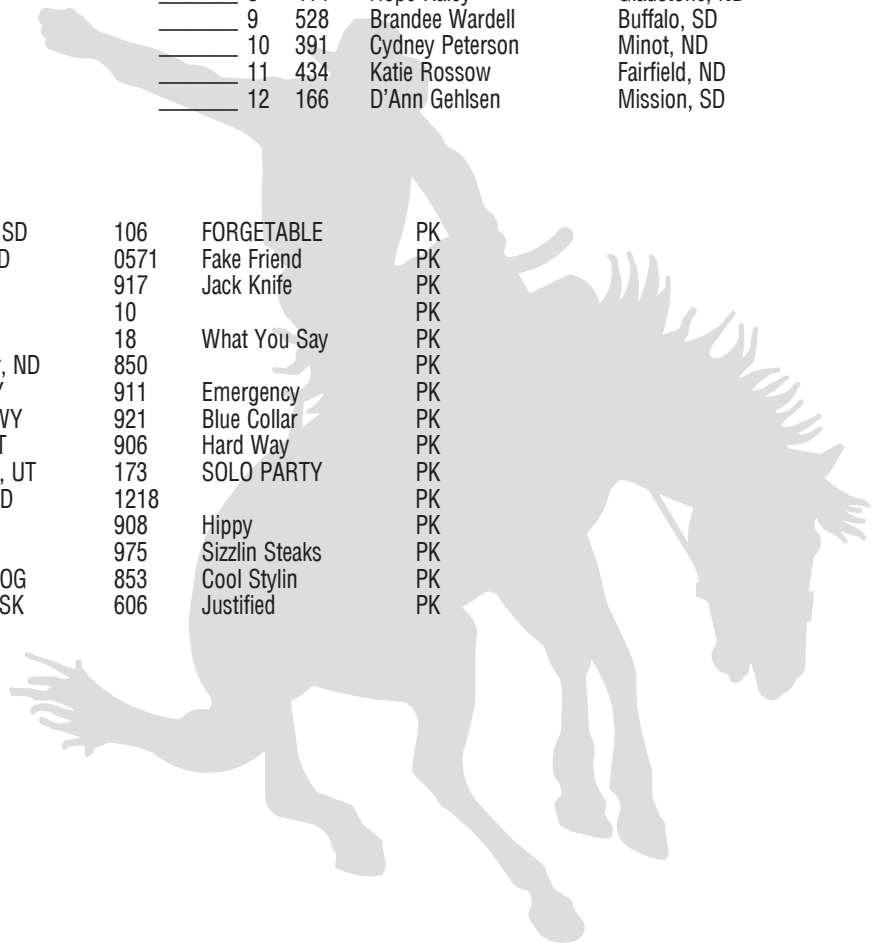 _______ 9 528 Brandee Wardell Buffalo, SD
_______ 10 391 Cydney Peterson Minot, ND
_______ 11 434 Katie Rossow Fairfield, ND
_______ 12 166 D'Ann Gehlsen Mission, SD
SD 106 FORGETABLE PK
D 0571 Fake Friend PK
917 Jack Knife PK
10 PK
18 What You Say PK
, ND 850 PK
Y 911 Emergency PK
WY 921 Blue Collar PK
T 906 Hard Way PK
, UT 173 SOLO PARTY PK
D 1218 PK
908 Hippy PK
975 Sizzlin Steaks PK
OG 853 Cool Stylin PK
SK 606 Justified PK